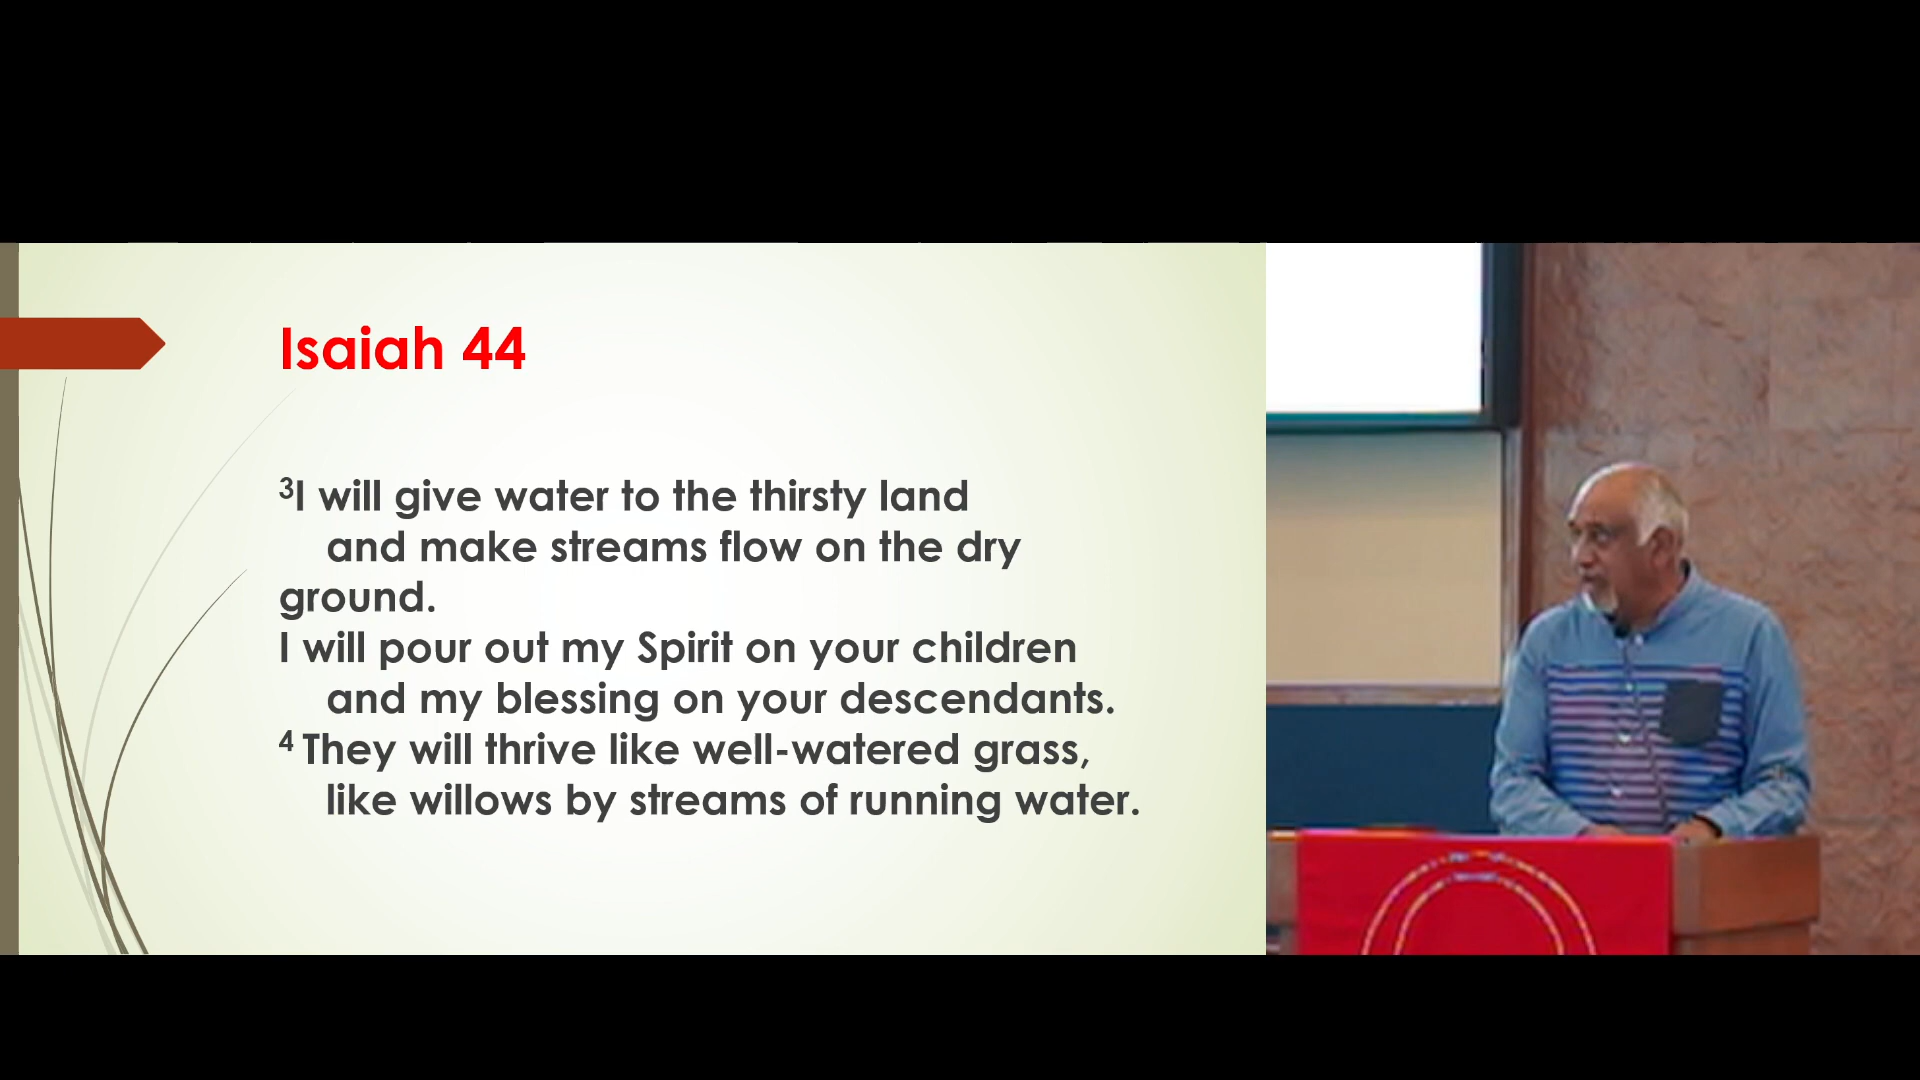 Isaiah 44
³I will give water to the thirsty land
and make streams flow on the dry
ground.
I will pour out my Spirit on your children
and my blessing on your descendants.
⁴ They will thrive like well-watered grass,
like willows by streams of running water.